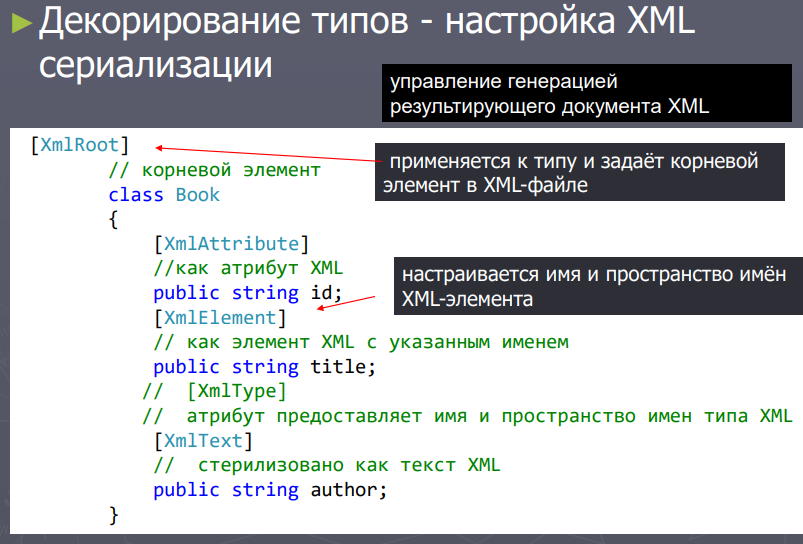 ►Декорирование типов - настройка XML
сериализации
управление генерацией
результирующего документа XML
[XmlRoot]
применяется к типу и задаёт корневой
элемент в XML-файле
// корневой элемент
class Book
{
[XmlAttribute]
//как атрибут XML
public string id;
настраивается имя и пространство имён
XML-элемента
[XmlElement]
// как элемент XML с указанным именем
public string title;
//  [XmlType]
//  атрибут предоставляет имя и пространство имен типа XML
[XmlText]
//  стерилизовано как текст XML
public string author;
}